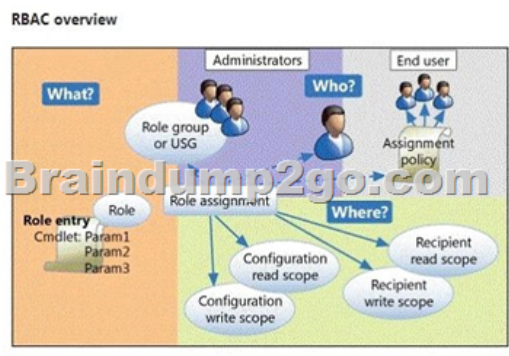 RBAC overview
What?
Administrators
End user
Who?
Role group
or USG
Assignment
policy
Braindump2go.com
Role assignment
Where?
Role
Role entry
Cmdlet: Param1
Param2
Param3
Configuration
read scope
Recipient
read scope
Configuration
write scope
Recipient
write scope